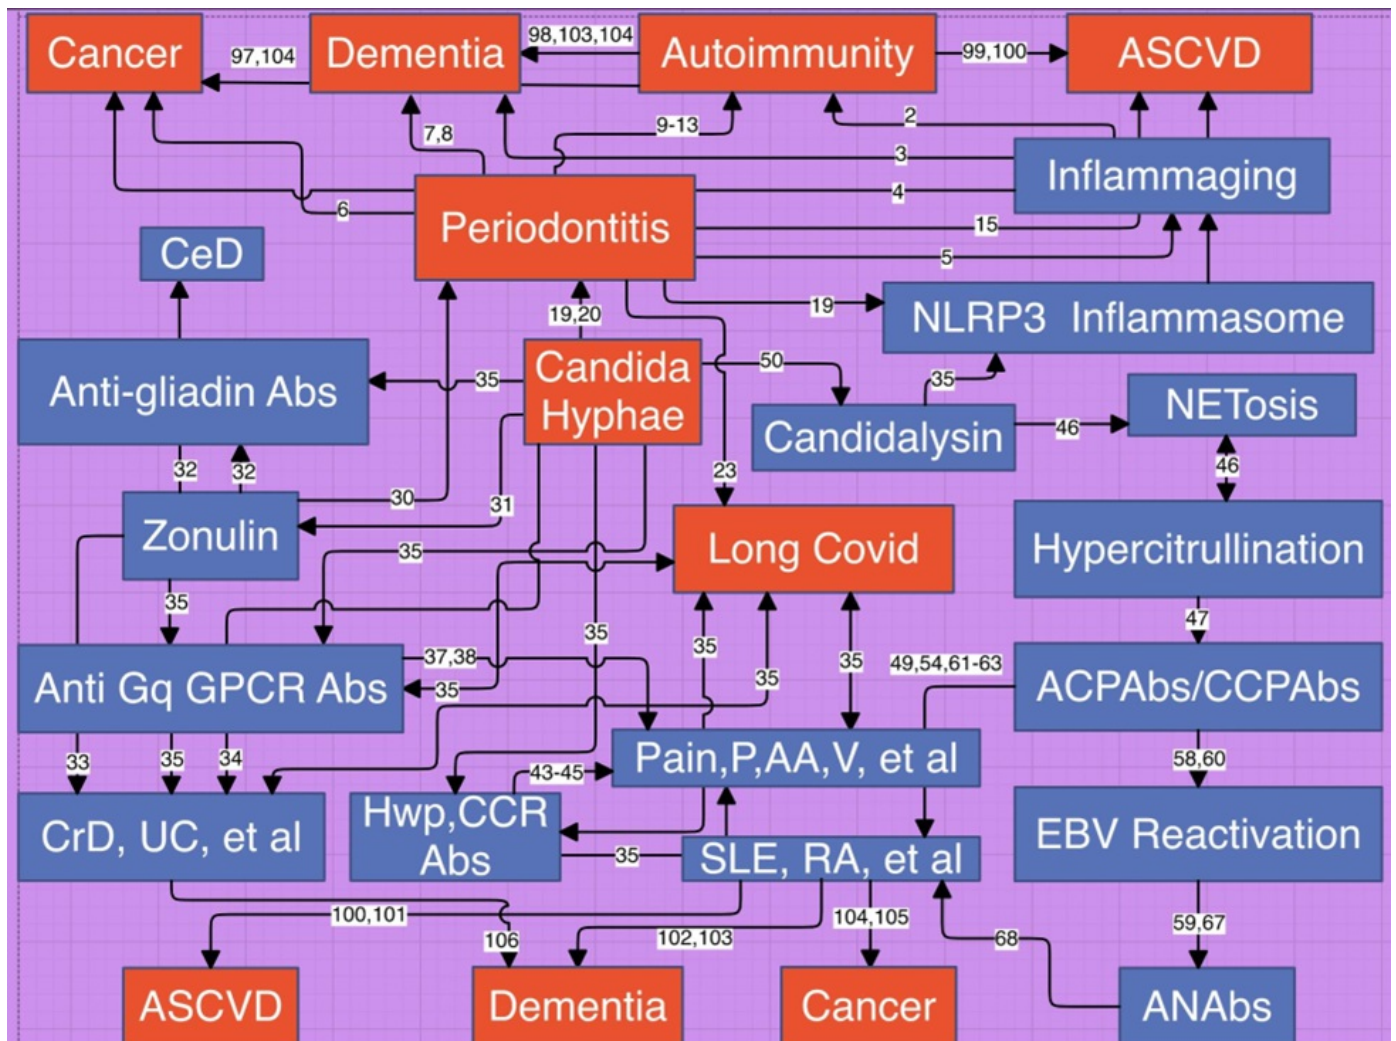 Cancer
97,104
Dementia
98,103,104
Autoimmunity
99,100
ASCVD
7,8
9-13
2
3
Inflammaging
4
6
Periodontitis
15
5
CeD
19,20
19
NLRP3 Inflammasome
Anti-gliadin Abs
35
Candida
Hyphae
50
35
Candidalysin
46
NETosis
32
32
30
31
23
46
Zonulin
35
Long Covid
Hypercitrullination
35
47
35
35
35
35
Anti Gq GPCR Abs
37,38
35
49,54,61-63
ACPAbs/CCPAbs
33
35
34
43-45
Pain,P,AA,V, et al
58,60
CrD, UC, et al
Hwp,CCR
Abs
35
SLE, RA, et al
EBV Reactivation
100,101
106
102,103
104,105
68
59,67
ASCVD
Dementia
Cancer
ANAbs